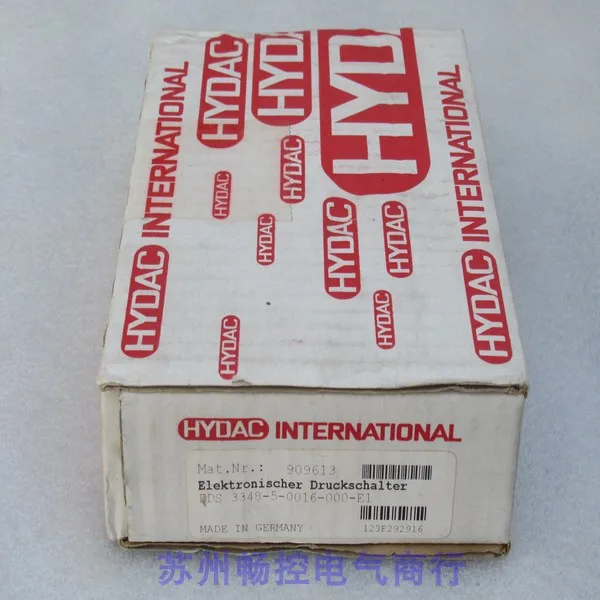 HYDAC INTERNATIONAL
HYDAC
HYDAC
HYD
HYDAC
HYDAC
HYDAC
HYDAC
HYDAC
HYDAC
HYDAC
HYDAC INTERNATIONAL
HYDAC INTERNATIONAL
Mat.Nr.: 909613
Elektronischer Druckschalter
EDS 3348-5-0016-000-E1
MADE IN GERMANY
129F292916
苏州畅控电气商行